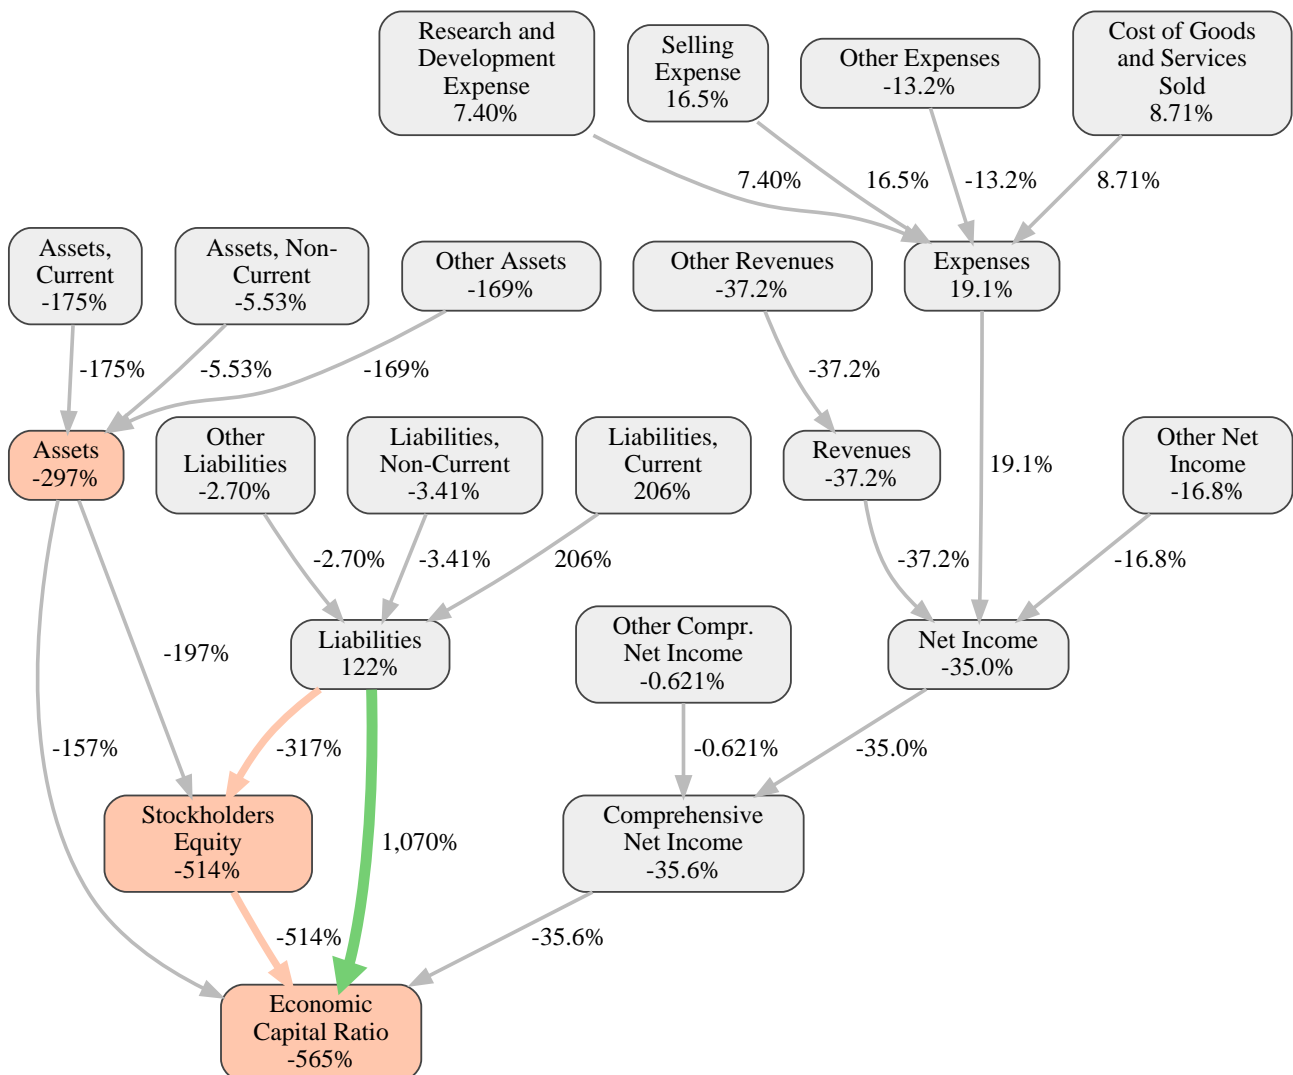 Research and
Development
Expense
7.40%
Selling
Expense
16.5%
Other Expenses
-13.2%
Cost of Goods
and Services
Sold
8.71%
7.40%
16.5%
-13.2%
8.71%
Assets,
Current
-175%
Assets, Non-
Current
-5.53%
Other Assets
-169%
Other Revenues
-37.2%
Expenses
19.1%
-175%
-5.53%
-169%
-37.2%
Assets
-297%
Other
Liabilities
-2.70%
Liabilities,
Non-Current
-3.41%
Liabilities,
Current
206%
Revenues
-37.2%
19.1%
Other Net
Income
-16.8%
-2.70%
-3.41%
206%
-37.2%
-16.8%
-197%
Liabilities
122%
Other Compr.
Net Income
-0.621%
Net Income
-35.0%
-157%
-317%
-0.621%
-35.0%
Stockholders
Equity
-514%
1,070%
Comprehensive
Net Income
-35.6%
-514%
-35.6%
Economic
Capital Ratio
-565%